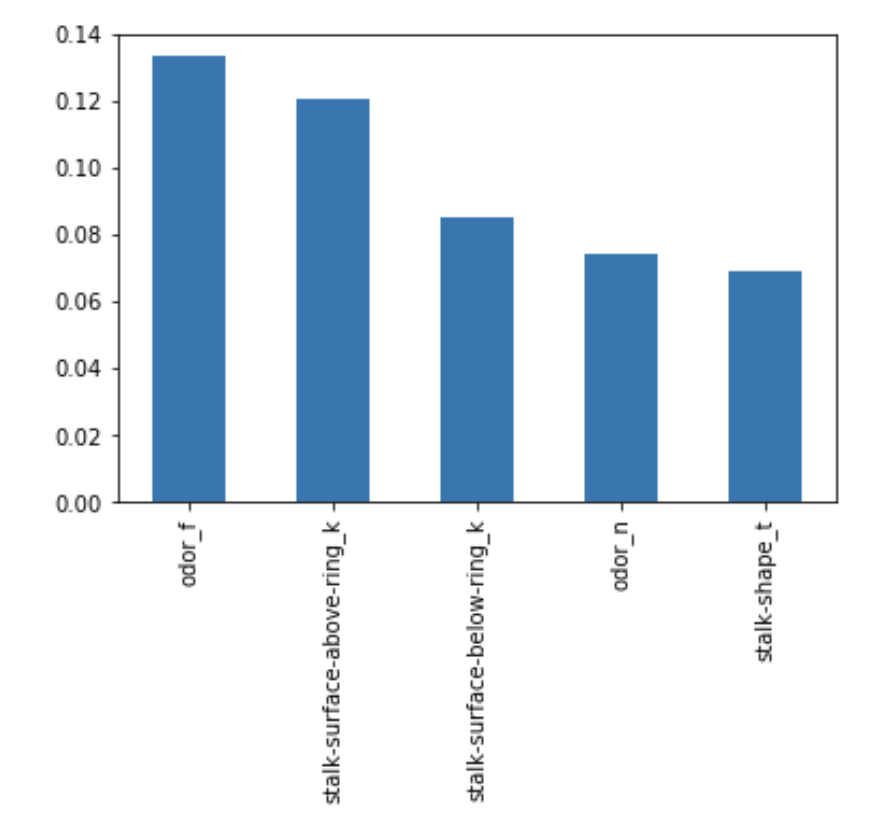 0.14
0.12
0.10
0.08
0.06
0.04
0.02
0.00
odor_f
stalk-surface-above-ring_k
stalk-surface-below-ring_k
odor_n
stalk-shape_t